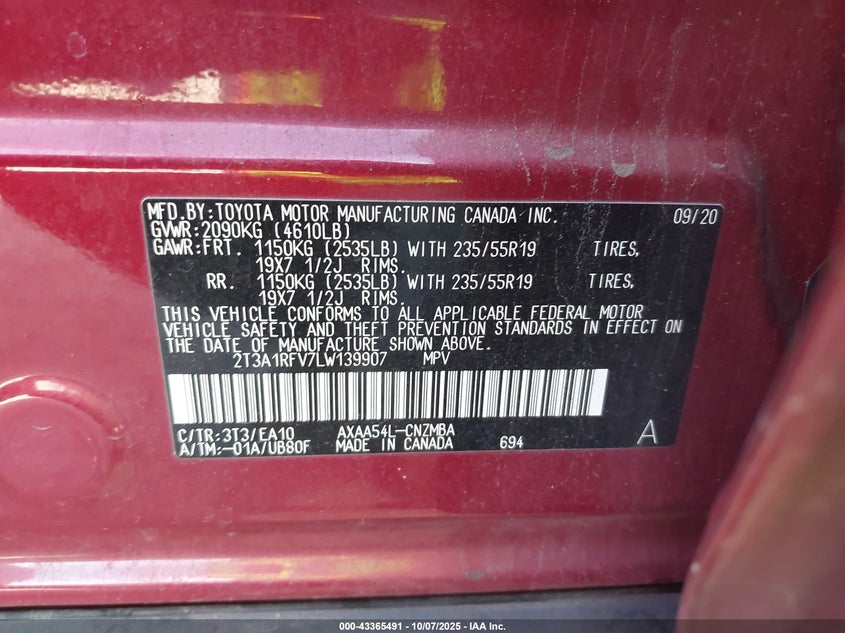 MFD.BY:TOYOTA MOTOR MANUFACTURING CANADA INC. 09/20
GVWR:2090KG (4610LB)
GAWR:FRT. 1150KG (2535LB) WITH 235/55R19 TIRES,
19X7 1/2J RIMS.
RR. 1150KG (2535LB) WITH 235/55R19 TIRES,
19X7 1/2J RIMS.
THIS VEHICLE CONFORMS TO ALL APPLICABLE FEDERAL MOTOR
VEHICLE SAFETY AND THEFT PREVENTION STANDARDS IN EFFECT ON
THE DATE OF MANUFACTURE SHOWN ABOVE.
2T3A1RFV7LW139907 MPV
C/TR:3T3/EA10 AXAA54L-CNZMBA
A/TM:-01A/UB80F MADE IN CANADA 694 A
000-43365491 - 10/07/2025 - IAA Inc.